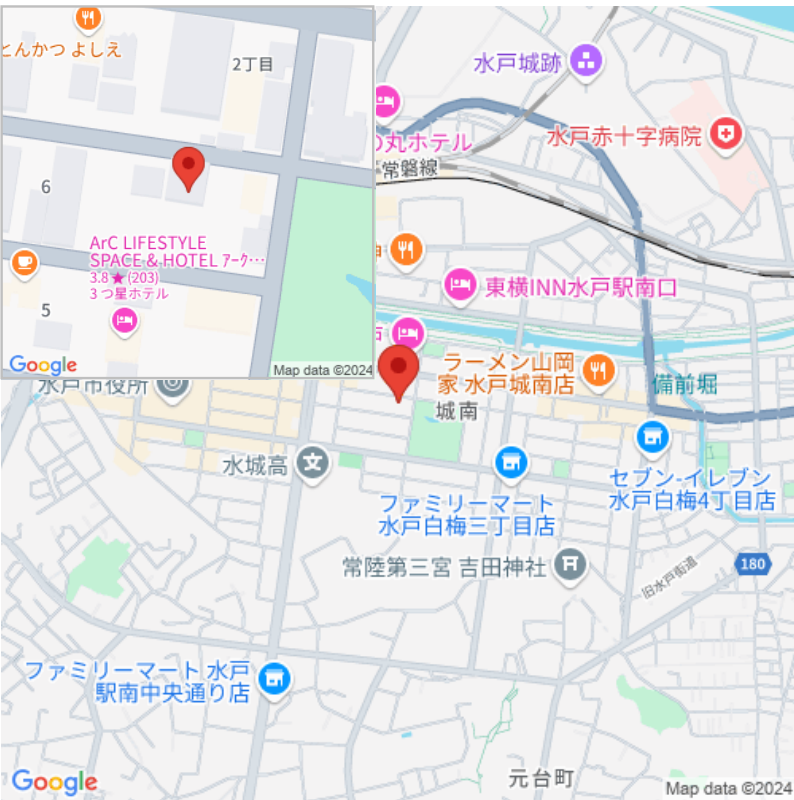 とんかつ よしえ
2丁目
6
ArC LIFESTYLE
SPACE & HOTEL アーク…
3.8★(203)
3 つ星ホテル
5
Google
Map data ©2024
水戸城跡
水戸赤十字病院
の丸ホテル
常磐線
東横INN水戸駅南口
ラーメン山岡
家 水戸城南店
備前堀
水戸市役所
城南
水城高
文
ファミリーマート
水戸白梅三丁目店
セブン-イレブン
水戸白梅4丁目店
常陸第三宮 吉田神社
180
旧水戸街道
ファミリーマート 水戸
駅南中央通り店
元台町
Google
Map data ©2024